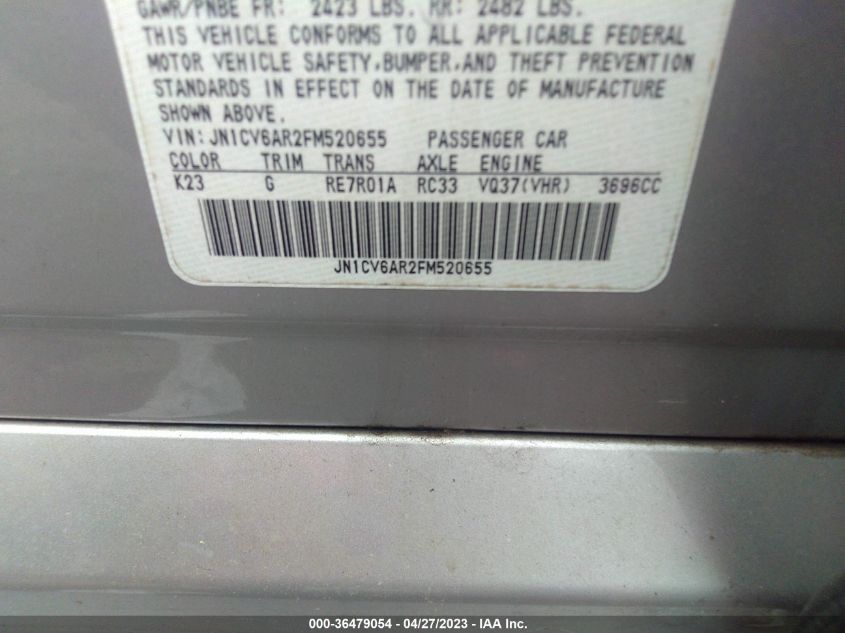 GAWR/PNBE FR: 2423 LBS. RR: 2482 LBS.
THIS VEHICLE CONFORMS TO ALL APPLICABLE FEDERAL
MOTOR VEHICLE SAFETY,BUMPER,AND THEFT PREVENTION
STANDARDS IN EFFECT ON THE DATE OF MANUFACTURE
SHOWN ABOVE.
VIN:JN1CV6AR2FM520655 PASSENGER CAR
COLOR TRIM TRANS AXLE ENGINE
K23 G RE7R01A RC33 VQ37(VHR) 3696CC
JN1CV6AR2FM520655
000-36479054 - 04/27/2023 - IAA Inc.